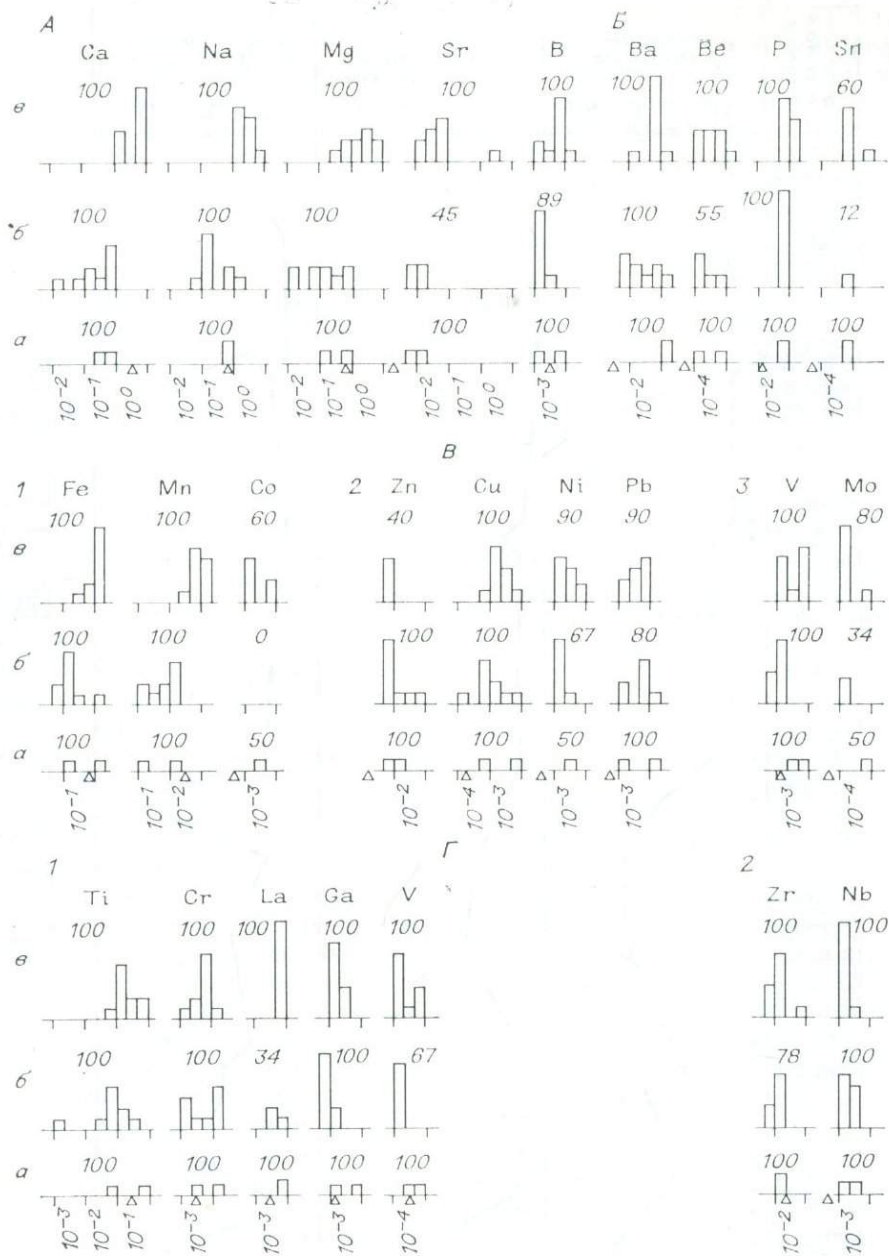 А Б
Ca Na Mg Sr B Ba Be P Sn
в 100 100 100 100 100 100 100 100 60
б 100 100 100 45 89 100 55 100 12
а 100 100 100 100 100 100 100 100 100
10⁻² 10⁻¹ 10⁰ 10⁻² 10⁻¹ 10⁰ 10⁻² 10⁻¹ 10⁰ 10⁻² 10⁻¹ 10⁰ 10⁻³ 10⁻² 10⁻⁴ 10⁻² 10⁻⁴
В
1 Fe Mn Co 2 Zn Cu Ni Pb 3 V Mo
в 100 100 60 40 100 90 90 100 80
б 100 100 0 100 100 67 80 100 34
а 100 100 50 100 100 50 100 100 50
10⁻¹ 10⁻¹ 10⁻² 10⁻³ 10⁻² 10⁻⁴ 10⁻³ 10⁻³ 10⁻³ 10⁻³ 10⁻⁴
Г
1 2
Ti Cr La Ga V Zr Nb
в 100 100 100 100 100 100 100
б 100 100 34 100 67 78 100
а 100 100 100 100 100 100
10⁻³ 10⁻² 10⁻¹ 10⁻³ 10⁻³ 10⁻³ 10⁻⁴ 10⁻² 10⁻³